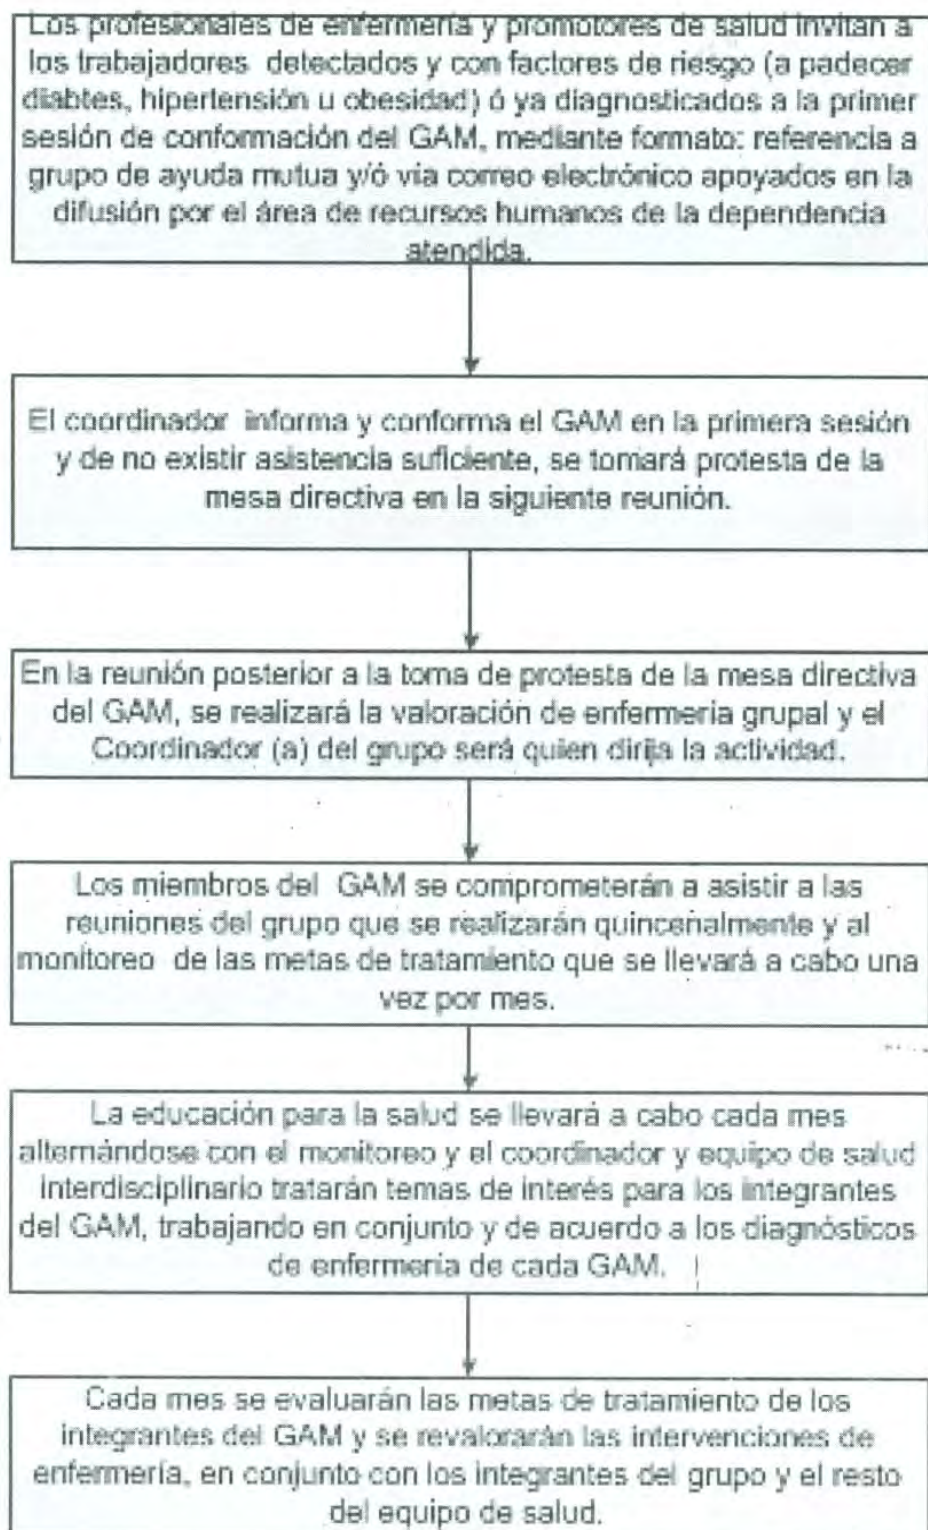 Los profesionales de enfermería y promotores de salud invitan a
los trabajadores detectados y con factores de riesgo (a padecer
diabtes, hipertensión u obesidad) ó ya diagnosticados a la primer
sesión de conformación del GAM, mediante formato: referencia a
grupo de ayuda mutua y/ó via correo electrónico apoyados en la
difusión por el área de recursos humanos de la dependencia
atendida.
El coordinador informa y conforma el GAM en la primera sesión
y de no existir asistencia suficiente, se tomará protesta de la
mesa directiva en la siguiente reunión.
En la reunión posterior a la toma de protesta de la mesa directiva
del GAM, se realizará la valoración de enfermería grupal y el
Coordinador (a) del grupo será quien dirija la actividad.
Los miembros del GAM se comprometerán a asistir a las
reuniones del grupo que se realizarán quincenalmente y al
monitoreo de las metas de tratamiento que se llevará a cabo una
vez por mes.
La educación para la salud se llevará a cabo cada mes
alternándose con el monitoreo y el coordinador y equipo de salud
interdisciplinario tratarán temas de interés para los integrantes
del GAM, trabajando en conjunto y de acuerdo a los diagnósticos
de enfermería de cada GAM.
Cada mes se evaluarán las metas de tratamiento de los
integrantes del GAM y se revalorarán las intervenciones de
enfermería, en conjunto con los integrantes del grupo y el resto
del equipo de salud.